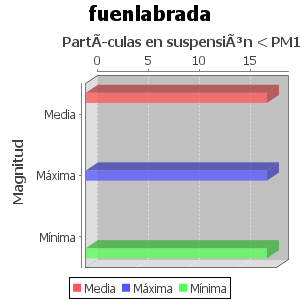 fuenlabrada
PartÃ-culas en suspensiÃ³n < PM1
0 5 10 15
Media
Máxima
Mínima
Magnitud
Media Máxima Mínima